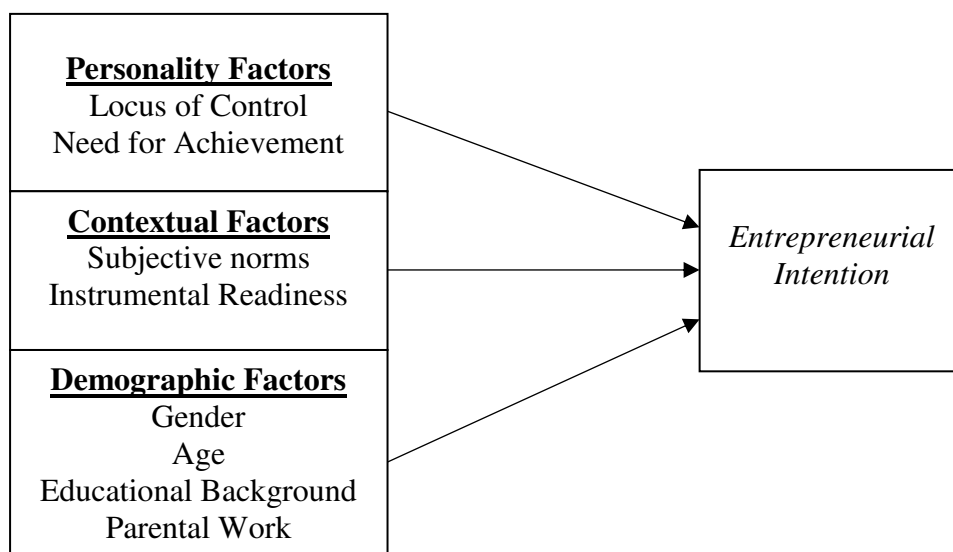 Personality Factors
Locus of Control
Need for Achievement
Contextual Factors
Subjective norms
Instrumental Readiness
Demographic Factors
Gender
Age
Educational Background
Parental Work
Entrepreneurial
Intention